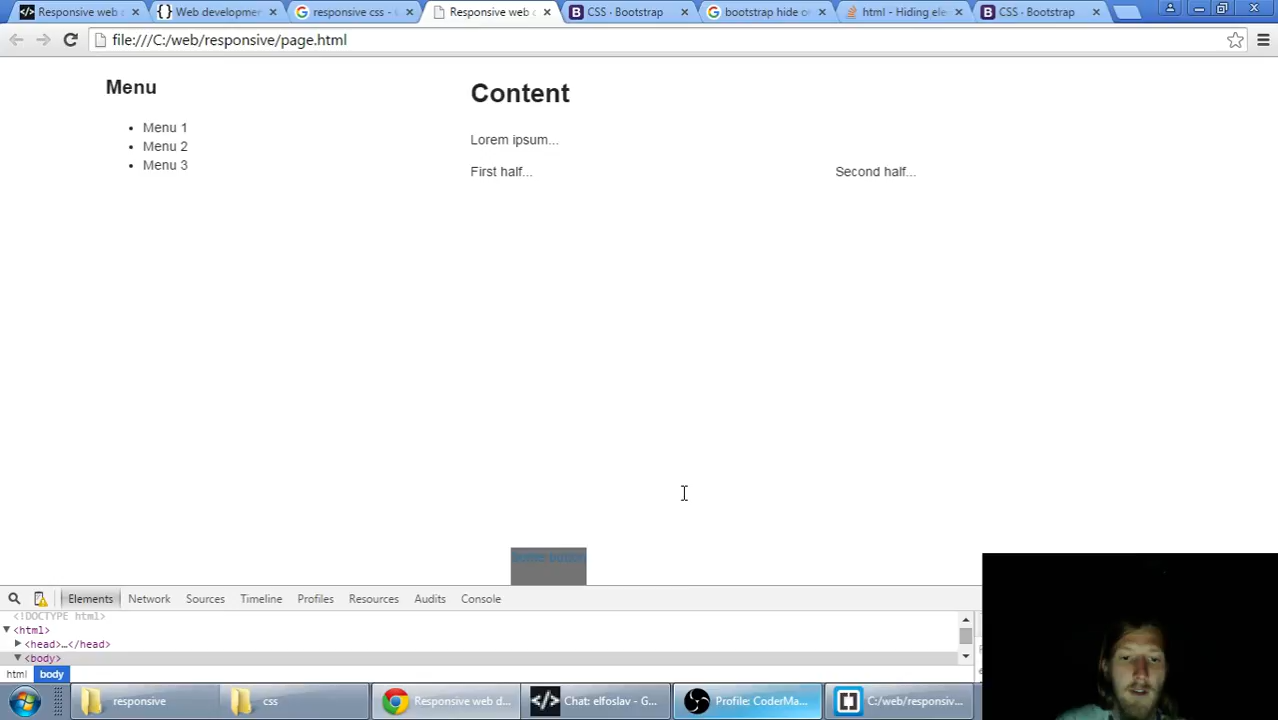 Responsive web c
Web developmer
responsive css -
Responsive web c
CSS · Bootstrap
bootstrap hide o
html - Hiding ele
CSS · Bootstrap
file:///C:/web/responsive/page.html
Menu
Content
Menu 1
Menu 2
Menu 3
Lorem ipsum...
First half...
Second half...
Elements Network Sources Timeline Profiles Resources Audits Console
<!DOCTYPE html>
<html>
<head>…</head>
<body>
html body
responsive
css
Responsive web d...
Chat: elfoslav - G...
Profile: CoderMa...
C:/web/responsiv...